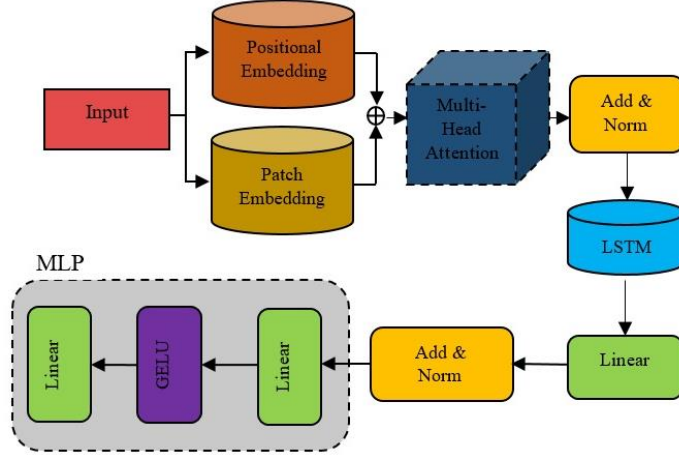 Positional
Embedding
Input
Patch
Embedding
Multi-
Head
Attention
Add &
Norm
LSTM
Linear
Add &
Norm
MLP
Linear
GELU
Linear